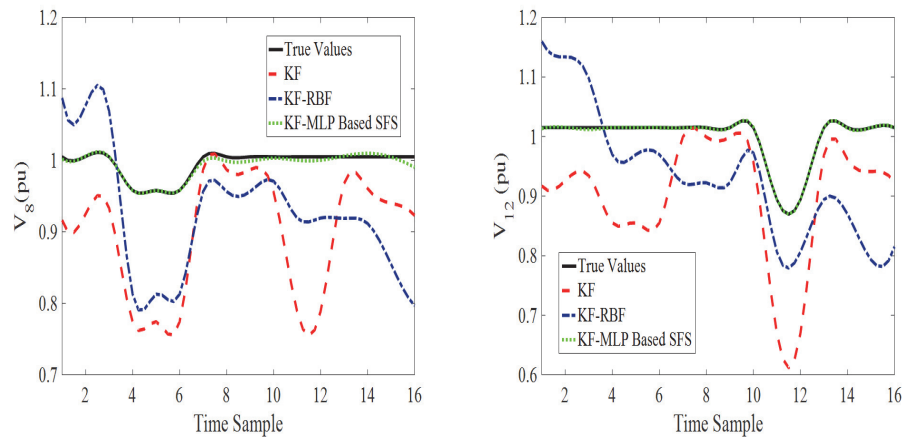 1.2
1.1
1
0.9
0.8
0.7
V8(pu)
2 4 6 8 10 12 14 16
Time Sample
True Values
KF
KF-RBF
KF-MLP Based SFS
1.2
1.1
1
0.9
0.8
0.7
0.6
V12 (pu)
2 4 6 8 10 12 14 16
Time Sample
True Values
KF
KF-RBF
KF-MLP Based SFS